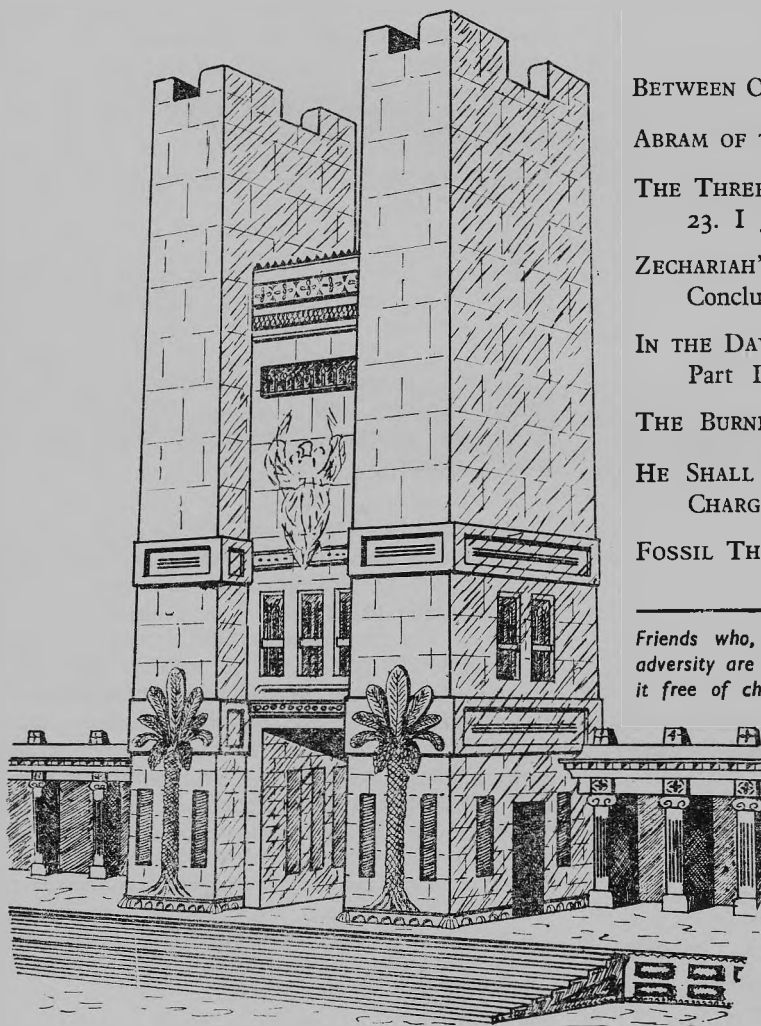 BETWEEN
ABRAM OF
THE THREE
23. I
ZECHARIAH'
Conclu
IN THE DA
Part I
THE BURN
HE SHALL
CHARG
FOSSIL TH
Friends who,
adversity are
it free of ch